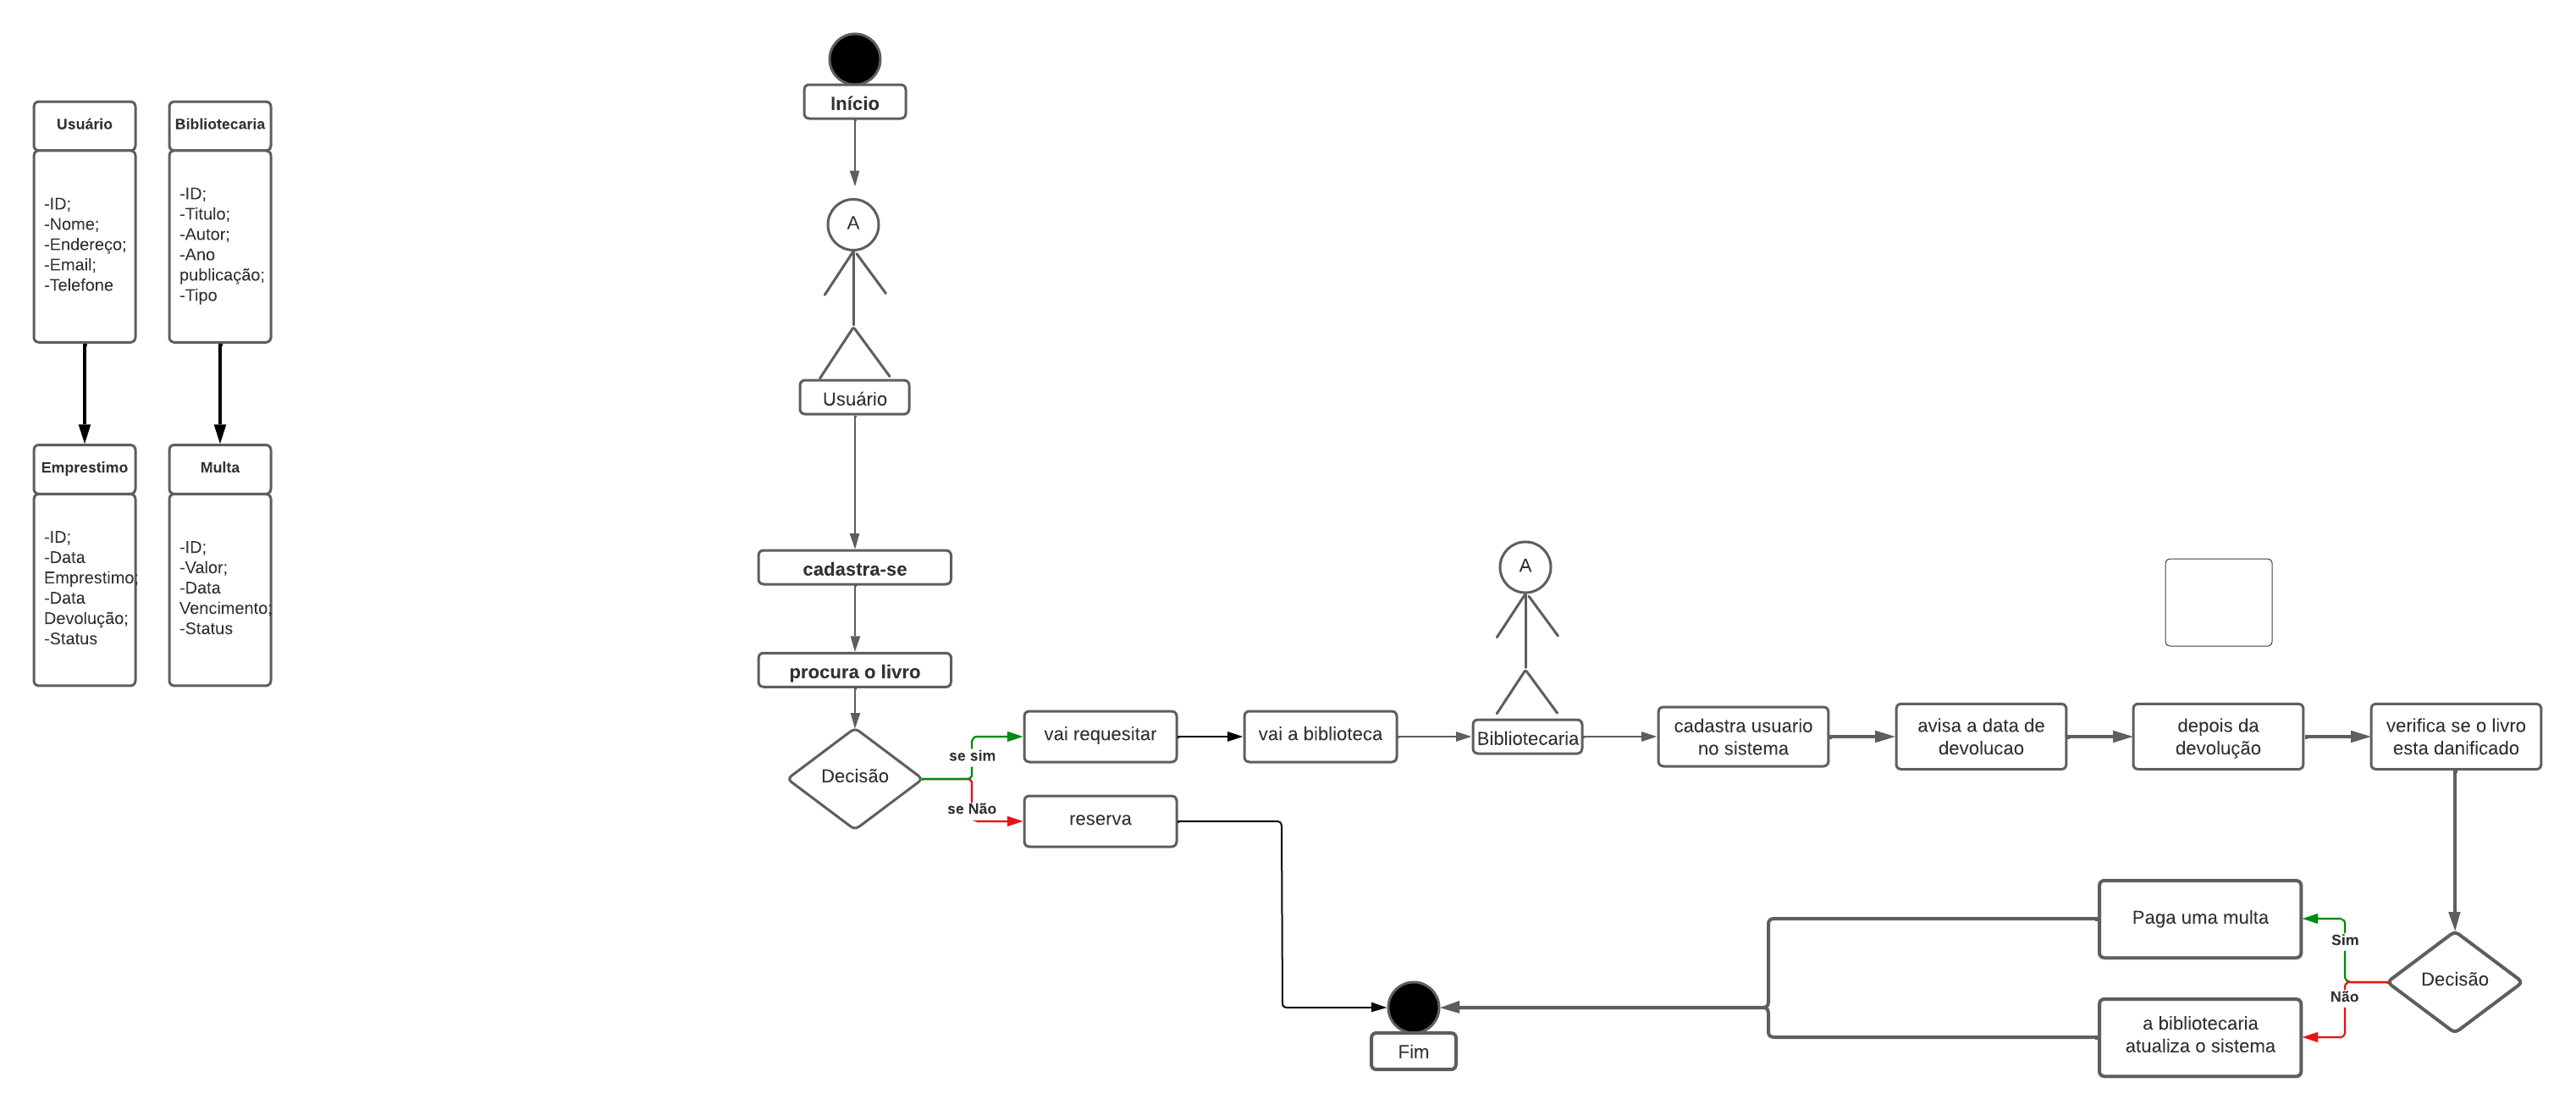 Usuário
-ID;
-Nome;
-Endereço;
-Email;
-Telefone
Bibliotecaria
-ID;
-Titulo;
-Autor;
-Ano
publicação;
-Tipo
Emprestimo
-ID;
-Data
Emprestimo;
-Data
Devolução;
-Status
Multa
-ID;
-Valor;
-Data
Vencimento;
-Status
Início
A
Usuário
cadastra-se
procura o livro
Decisão
se sim
se Não
vai requesitar
reserva
vai a biblioteca
A
Bibliotecaria
cadastra usuario
no sistema
avisa a data de
devolucao
depois da
devolução
verifica se o livro
esta danificado
Decisão
Sim
Não
Paga uma multa
a bibliotecaria
atualiza o sistema
Fim